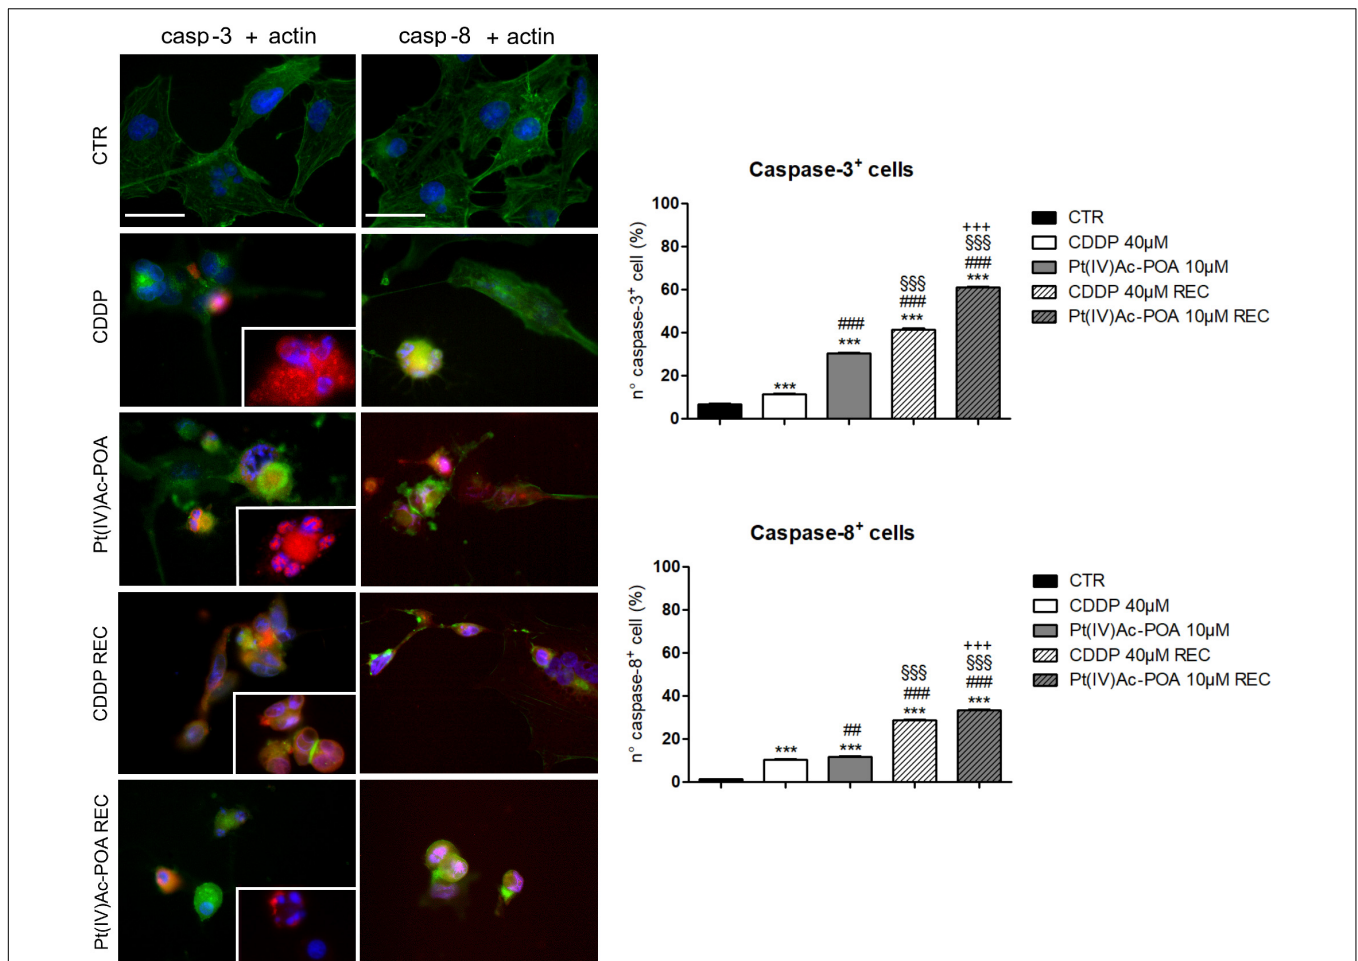 casp-3 + actin
casp-8 + actin
CTR
CDDP
Pt(IV)Ac-POA
CDDP REC
Pt(IV)Ac-POA REC
Caspase-3+ cells
n° caspase-3+ cell (%)
100
80
60
40
20
0
***
###
***
§§§
###
***
+++
§§§
###
***
CTR
CDDP 40µM
Pt(IV)Ac-POA 10µM
CDDP 40µM REC
Pt(IV)Ac-POA 10µM REC
Caspase-8+ cells
n° caspase-8+ cell (%)
100
80
60
40
20
0
***
##
***
§§§
###
***
+++
§§§
###
***
CTR
CDDP 40µM
Pt(IV)Ac-POA 10µM
CDDP 40µM REC
Pt(IV)Ac-POA 10µM REC